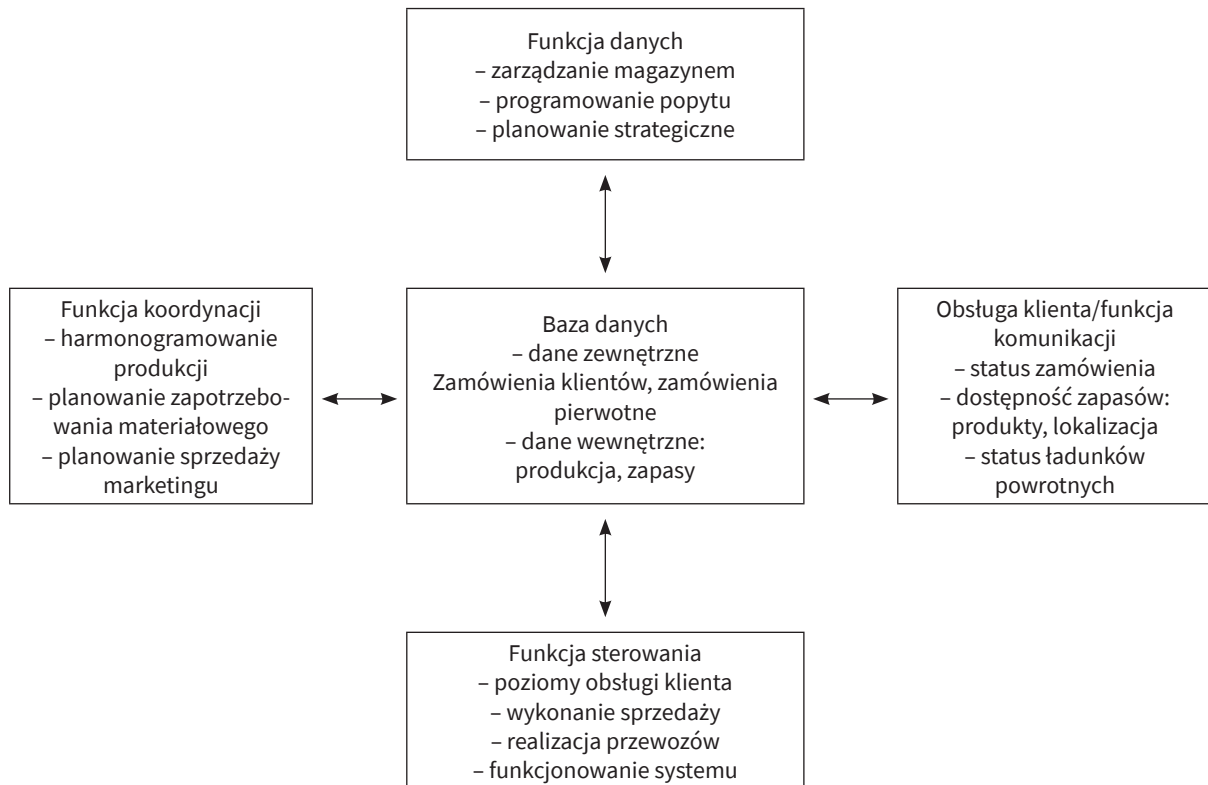 Funkcja danych
– zarządzanie magazynem
– programowanie popytu
– planowanie strategiczne
Funkcja koordynacji
– harmonogramowanie
produkcji
– planowanie zapotrzebo-
wania materiałowego
– planowanie sprzedaży
marketingu
Baza danych
– dane zewnętrzne
Zamówienia klientów, zamówienia
pierwotne
– dane wewnętrzne:
produkcja, zapasy
Obsługa klienta/funkcja
komunikacji
– status zamówienia
– dostępność zapasów:
produkty, lokalizacja
– status ładunków
powrotnych
Funkcja sterowania
– poziomy obsługi klienta
– wykonanie sprzedaży
– realizacja przewozów
– funkcjonowanie systemu